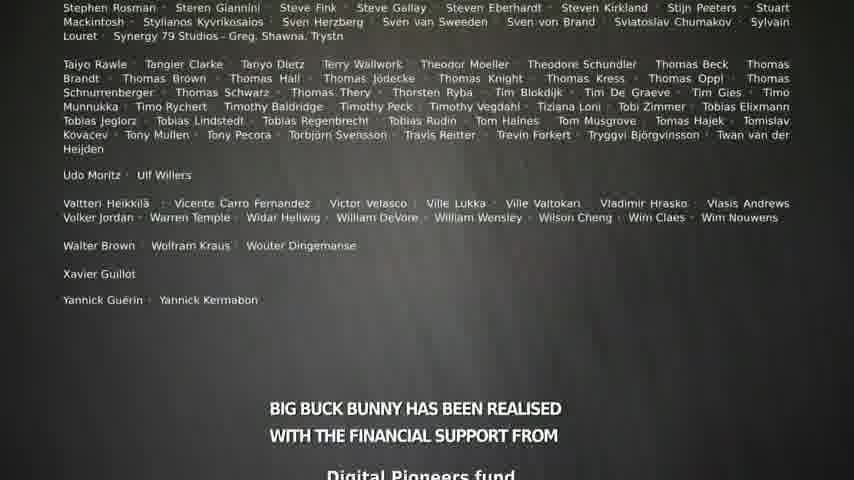 Stephen Rosman · Steren Giannini · Steve Fink · Steve Gallay · Steven Eberhardt · Steven Kirkland · Stijn Peeters · Stuart
Mackintosh · Stylianos Kyvrikosaios · Sven Herzberg · Sven van Sweeden · Sven von Brand · Sviatoslav Chumakov · Sylvain
Louret · Synergy 79 Studios - Greg, Shawna, Trystn
Taiyo Rawle · Tangier Clarke · Tanyo Dietz · Terry Wallwork · Theodor Moeller · Theodore Schundler · Thomas Beck · Thomas
Brandt · Thomas Brown · Thomas Hall · Thomas Jödecke · Thomas Knight · Thomas Kress · Thomas Oppl · Thomas
Schnurrenberger · Thomas Schwarz · Thomas Thery · Thorsten Ryba · Tim Blokdijk · Tim De Graeve · Tim Gies · Timo
Munnukka · Timo Rychert · Timothy Baldridge · Timothy Peck · Timothy Vegdahl · Tiziana Loni · Tobi Zimmer · Tobias Elixmann
Tobias Jeglorz · Tobias Lindstedt · Tobias Regenbrecht · Tobias Rudin · Tom Haines · Tom Musgrove · Tomas Hajek · Tomislav
Kovacev · Tony Mullen · Tony Pecora · Torbjörn Svensson · Travis Reitter · Trevin Forkert · Tryggvi Björgvinsson · Twan van der
Heijden
Udo Moritz · Ulf Willers
Valtteri Heikkilä · Vicente Carro Fernandez · Victor Velasco · Ville Lukka · Ville Valtokari · Vladimir Hrasko · Vlasis Andrews
Volker Jordan · Warren Temple · Widar Hellwig · William DeVore · William Wensley · Wilson Cheng · Wim Claes · Wim Nouwens
Walter Brown · Wolfram Kraus · Wouter Dingemanse
Xavier Guillot
Yannick Guérin · Yannick Kermabon
BIG BUCK BUNNY HAS BEEN REALISED
WITH THE FINANCIAL SUPPORT FROM
Digital Pioneers fund